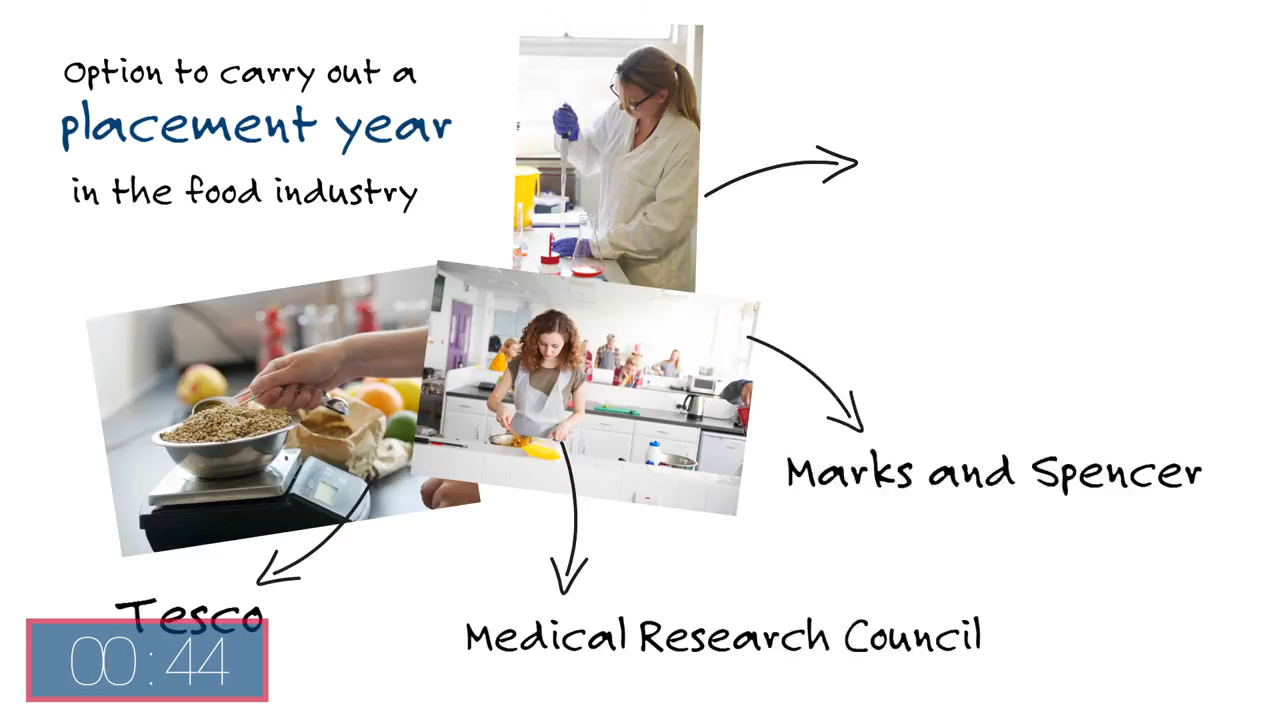 Option to carry out a
placement year
in the food industry
Marks and Spencer
Tesco
Medical Research Council
00:44